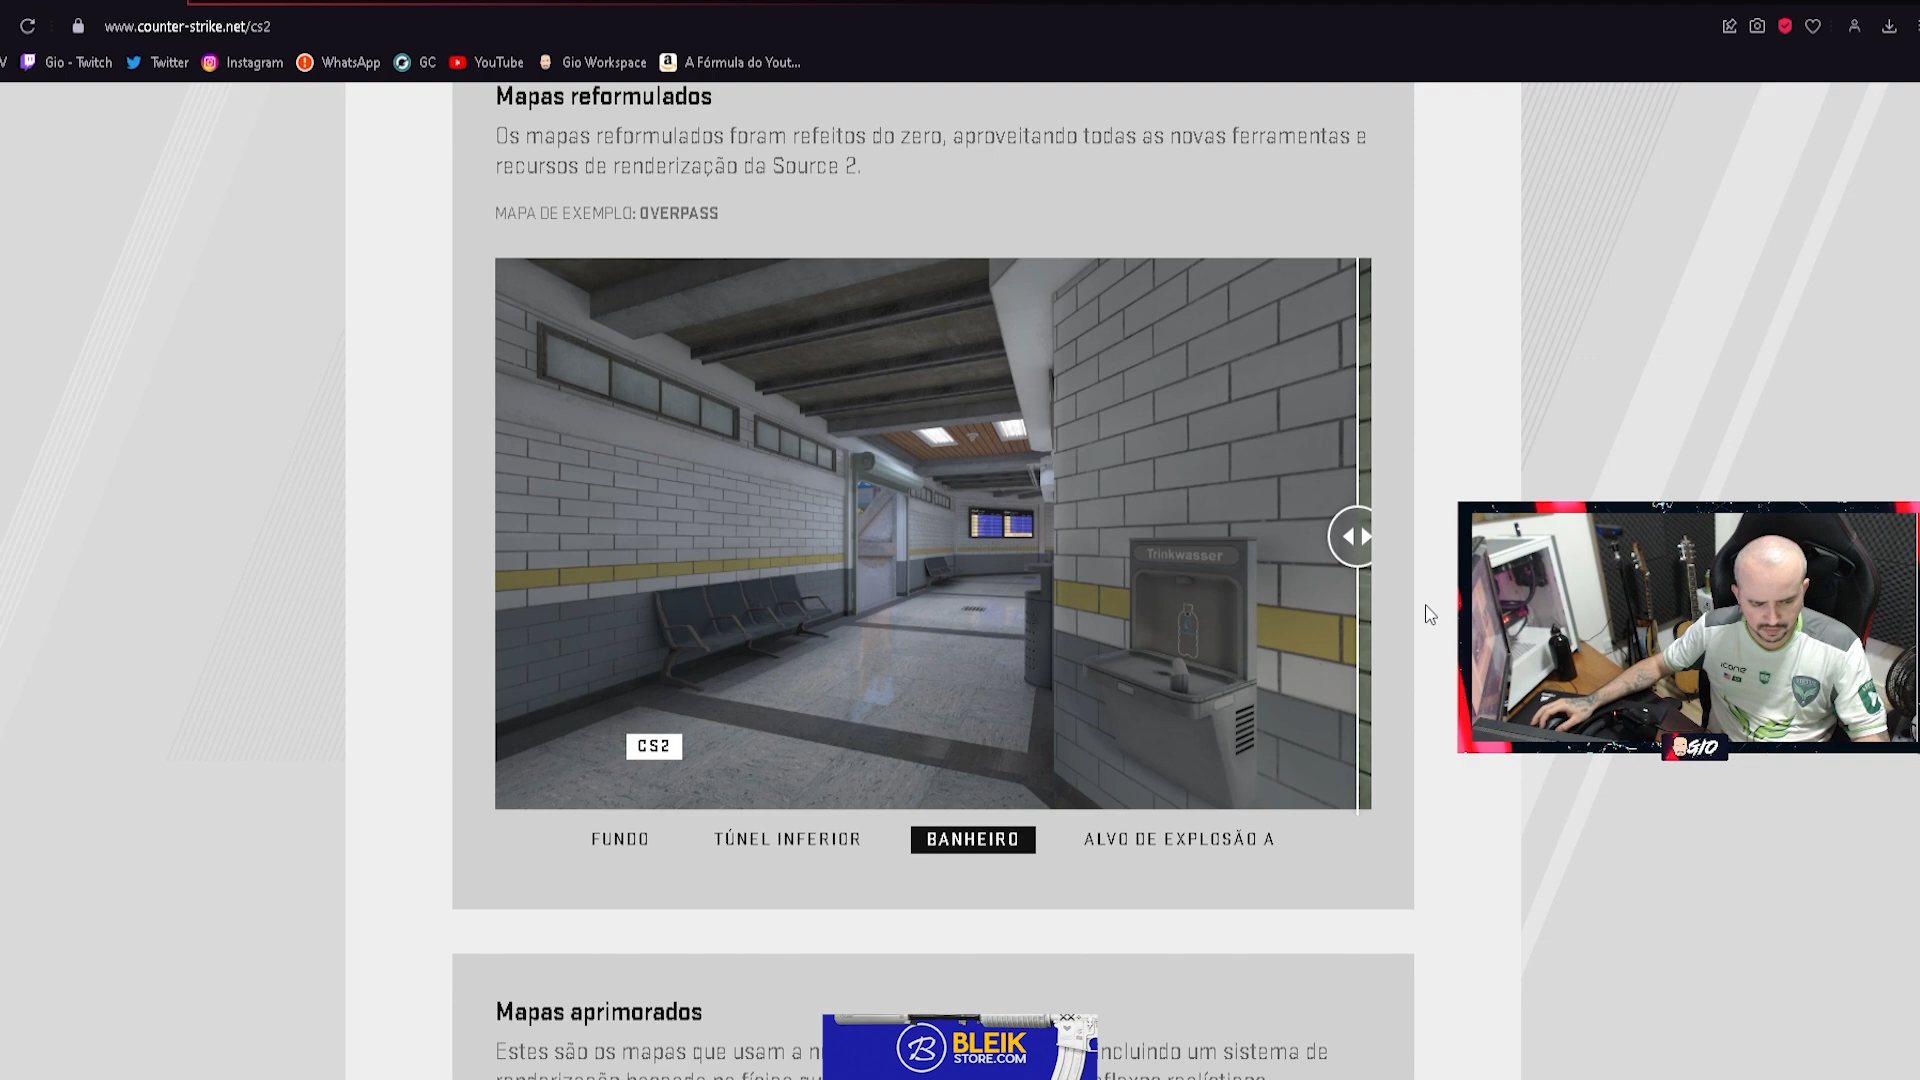 www.counter-strike.net/cs2
V Gio - Twitch Twitter Instagram WhatsApp GC YouTube Gio Workspace A Fórmula do Yout...
Mapas reformulados
Os mapas reformulados foram refeitos do zero, aproveitando todas as novas ferramentas e
recursos de renderização da Source 2.
MAPA DE EXEMPLO: OVERPASS
Trinkwasser
CS2
FUNDO TÚNEL INFERIOR BANHEIRO ALVO DE EXPLOSÃO A
icone
GIO
Mapas aprimorados
Estes são os mapas que usam a n
incluindo um sistema de
B BLEIK
STORE.COM